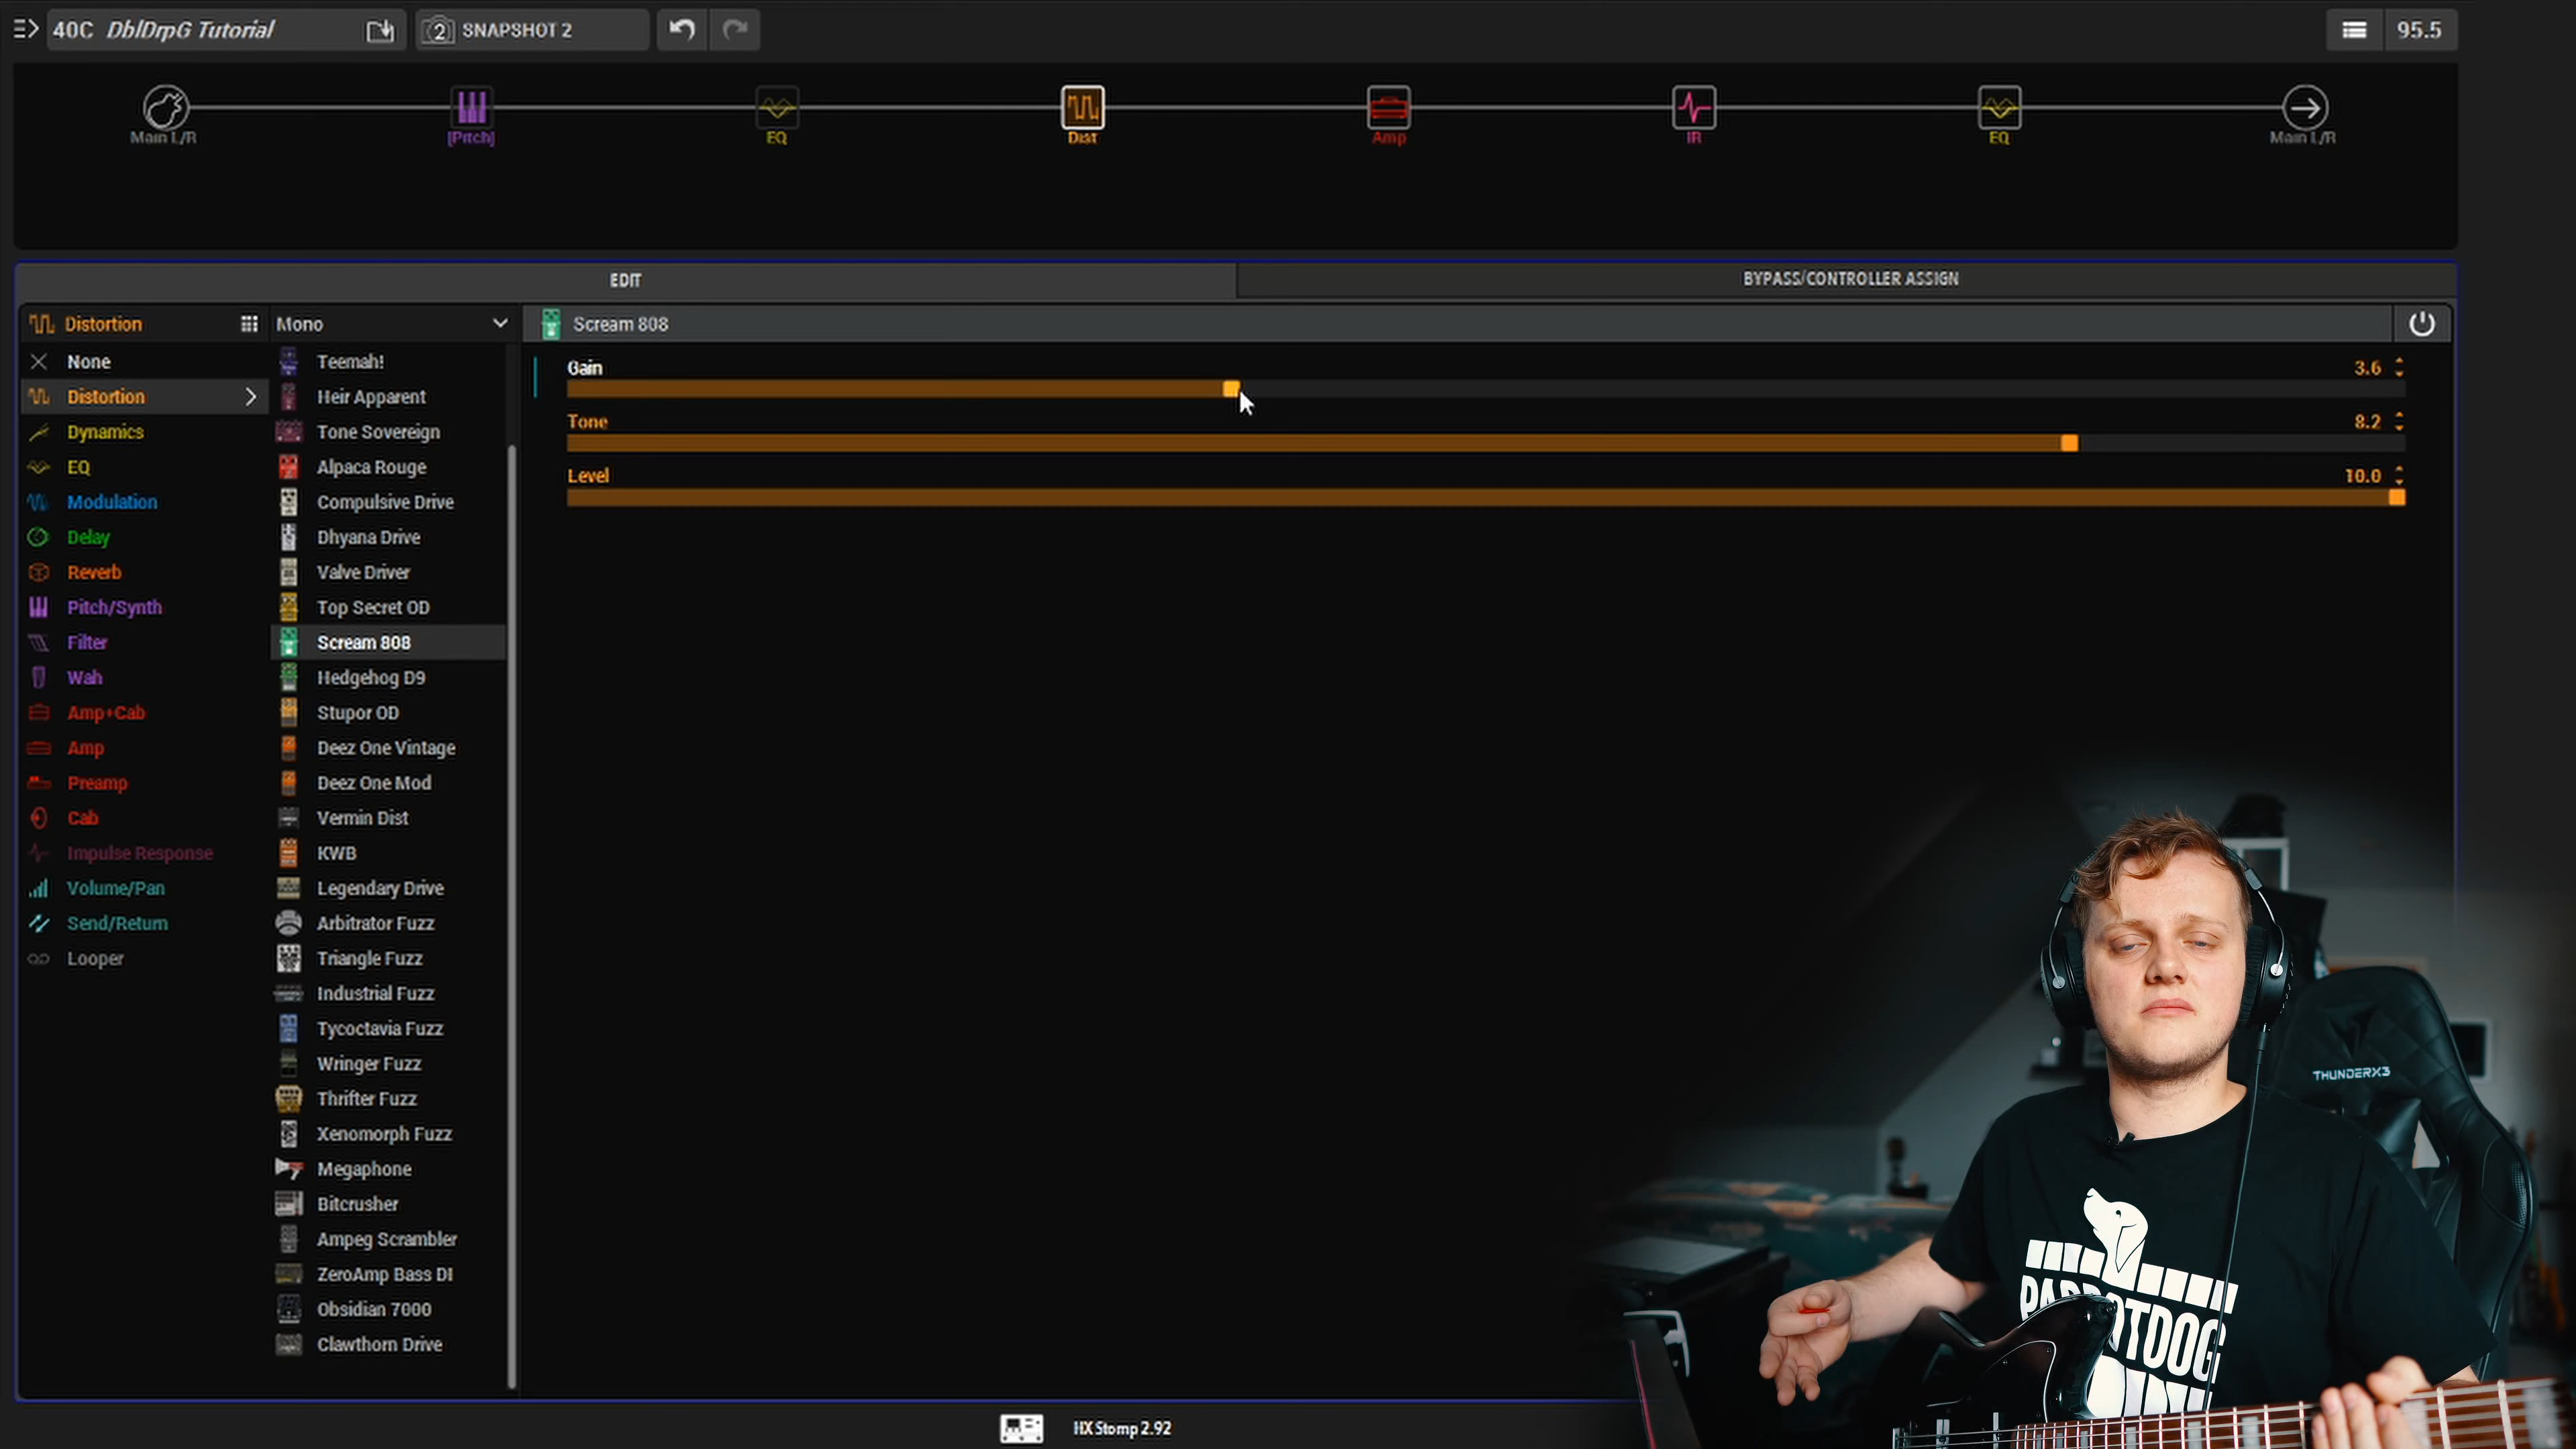 40C DblDrpG Tutorial
2 SNAPSHOT 2
95.5
Main L/R
[Pitch]
EQ
Dist
Amp
IR
EQ
Main L/R
EDIT
BYPASS/CONTROLLER ASSIGN
Distortion
Mono
Scream 808
None
Distortion
Dynamics
EQ
Modulation
Delay
Reverb
Pitch/Synth
Filter
Wah
Amp+Cab
Amp
Preamp
Cab
Impulse Response
Volume/Pan
Send/Return
Looper
Teemah!
Heir Apparent
Tone Sovereign
Alpaca Rouge
Compulsive Drive
Dhyana Drive
Valve Driver
Top Secret OD
Scream 808
Hedgehog D9
Stupor OD
Deez One Vintage
Deez One Mod
Vermin Dist
KWB
Legendary Drive
Arbitrator Fuzz
Triangle Fuzz
Industrial Fuzz
Tycoctavia Fuzz
Wringer Fuzz
Thrifter Fuzz
Xenomorph Fuzz
Megaphone
Bitcrusher
Ampeg Scrambler
ZeroAmp Bass DI
Obsidian 7000
Clawthorn Drive
Gain 3.6
Tone 8.2
Level 10.0
THUNDERX3
HX Stomp 2.92